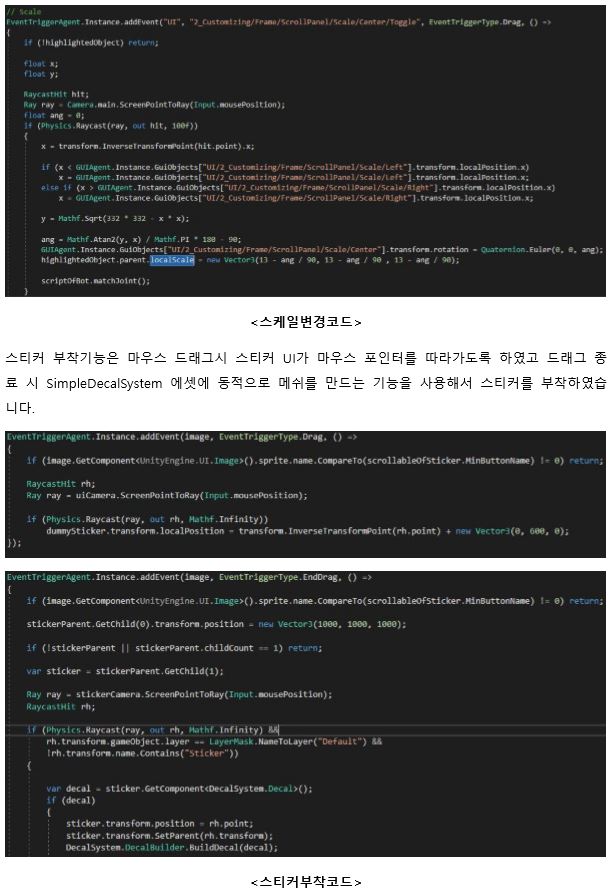 // Scale
EventTriggerAgent.Instance.addEvent("UI", "2_Customizing/Frame/ScrollPanel/Scale/Center/Toggle", EventTriggerType.Drag, () =>
{
if (!highlightedObject) return;
float x;
float y;
RaycastHit hit;
Ray ray = Camera.main.ScreenPointToRay(Input.mousePosition);
float ang = 0;
if (Physics.Raycast(ray, out hit, 100f))
{
x = transform.InverseTransformPoint(hit.point).x;
if (x < GUIAgent.Instance.GuiObjects["UI/2_Customizing/Frame/ScrollPanel/Scale/Left"].transform.localPosition.x)
x = GUIAgent.Instance.GuiObjects["UI/2_Customizing/Frame/ScrollPanel/Scale/Left"].transform.localPosition.x;
else if (x > GUIAgent.Instance.GuiObjects["UI/2_Customizing/Frame/ScrollPanel/Scale/Right"].transform.localPosition.x)
x = GUIAgent.Instance.GuiObjects["UI/2_Customizing/Frame/ScrollPanel/Scale/Right"].transform.localPosition.x;
y = Mathf.Sqrt(332 * 332 - x * x);
ang = Mathf.Atan2(y, x) / Mathf.PI * 180 - 90;
GUIAgent.Instance.GuiObjects["UI/2_Customizing/Frame/ScrollPanel/Scale/Center"].transform.rotation = Quaternion.Euler(0, 0, ang);
highlightedObject.parent.localScale = new Vector3(13 - ang / 90, 13 - ang / 90 , 13 - ang / 90);
scriptOfBot.matchJoint();
}
<스케일변경코드>
스티커 부착기능은 마우스 드래그시 스티커 UI가 마우스 포인터를 따라가도록 하였고 드래그 종
료 시 SimpleDecalSystem 에셋에 동적으로 메쉬를 만드는 기능을 사용해서 스티커를 부착하였습
니다.
EventTriggerAgent.Instance.addEvent(image, EventTriggerType.Drag, () =>
{
if (image.GetComponent<UnityEngine.UI.Image>().sprite.name.CompareTo(scrollableOfSticker.MinButtonName) != 0) return;
RaycastHit rh;
Ray ray = uiCamera.ScreenPointToRay(Input.mousePosition);
if (Physics.Raycast(ray, out rh, Mathf.Infinity))
dummySticker.transform.localPosition = transform.InverseTransformPoint(rh.point) + new Vector3(0, 600, 0);
});
EventTriggerAgent.Instance.addEvent(image, EventTriggerType.EndDrag, () =>
{
if (image.GetComponent<UnityEngine.UI.Image>().sprite.name.CompareTo(scrollableOfSticker.MinButtonName) != 0) return;
stickerParent.GetChild(0).transform.position = new Vector3(1000, 1000, 1000);
if (!stickerParent || stickerParent.childCount == 1) return;
var sticker = stickerParent.GetChild(1);
Ray ray = stickerCamera.ScreenPointToRay(Input.mousePosition);
RaycastHit rh;
if (Physics.Raycast(ray, out rh, Mathf.Infinity) &&
rh.transform.gameObject.layer == LayerMask.NameToLayer("Default") &&
!rh.transform.name.Contains("Sticker"))
{
var decal = sticker.GetComponent<DecalSystem.Decal>();
if (decal)
{
sticker.transform.position = rh.point;
sticker.transform.SetParent(rh.transform);
DecalSystem.DecalBuilder.BuildDecal(decal);
<스티커부착코드>